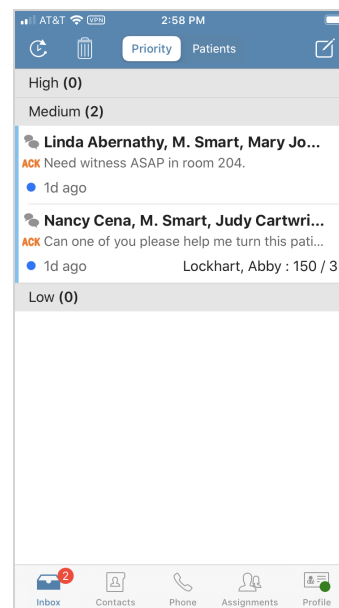 AT&T VPN 2:58 PM
Priority Patients
High (0)
Medium (2)
Linda Abernathy, M. Smart, Mary Jo...
ACK Need witness ASAP in room 204.
1d ago
Nancy Cena, M. Smart, Judy Cartwri...
ACK Can one of you please help me turn this pati...
1d ago Lockhart, Abby : 150 / 3
Low (0)
2
Inbox Contacts Phone Assignments Profile